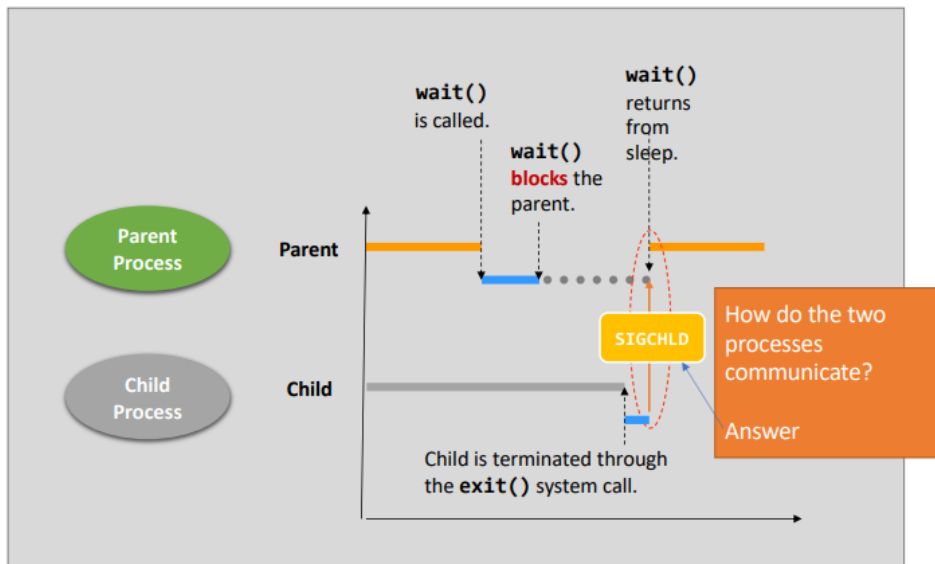 wait()
is called.
wait()
blocks the
parent.
wait()
returns
from
sleep.
Parent
Process
Parent
SIGCHLD
How do the two
processes
communicate?
Answer
Child
Process
Child
Child is terminated through
the exit() system call.